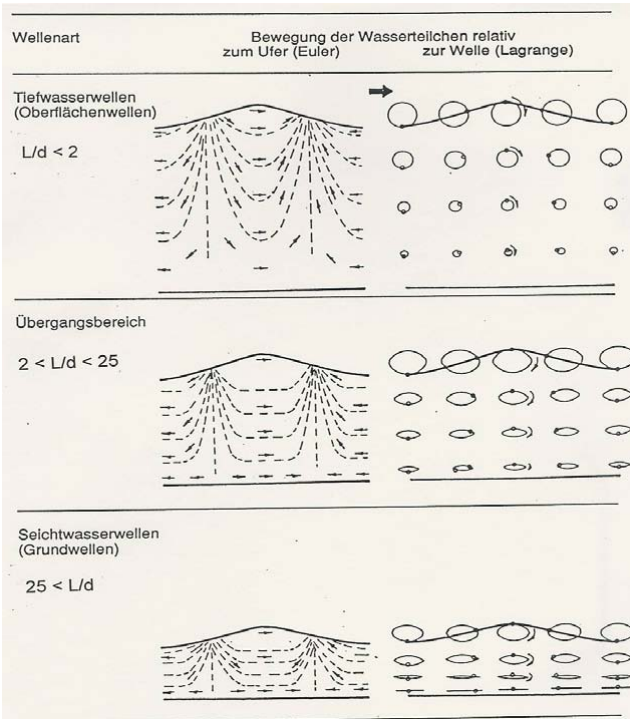 Wellenart
Bewegung der Wasserteilchen relativ
zum Ufer (Euler)
zur Welle (Lagrange)
Tiefwasserwellen
(Oberflächenwellen)
L/d < 2
Übergangsbereich
2 < L/d < 25
Seichtwasserwellen
(Grundwellen)
25 < L/d